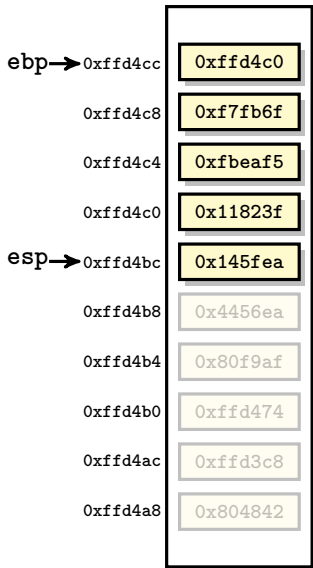 ebp 0xffd4cc 0xffd4c0
0xffd4c8 0xf7fb6f
0xffd4c4 0xfbeaf5
0xffd4c0 0x11823f
esp 0xffd4bc 0x145fea
0xffd4b8 0x4456ea
0xffd4b4 0x80f9af
0xffd4b0 0xffd474
0xffd4ac 0xffd3c8
0xffd4a8 0x804842